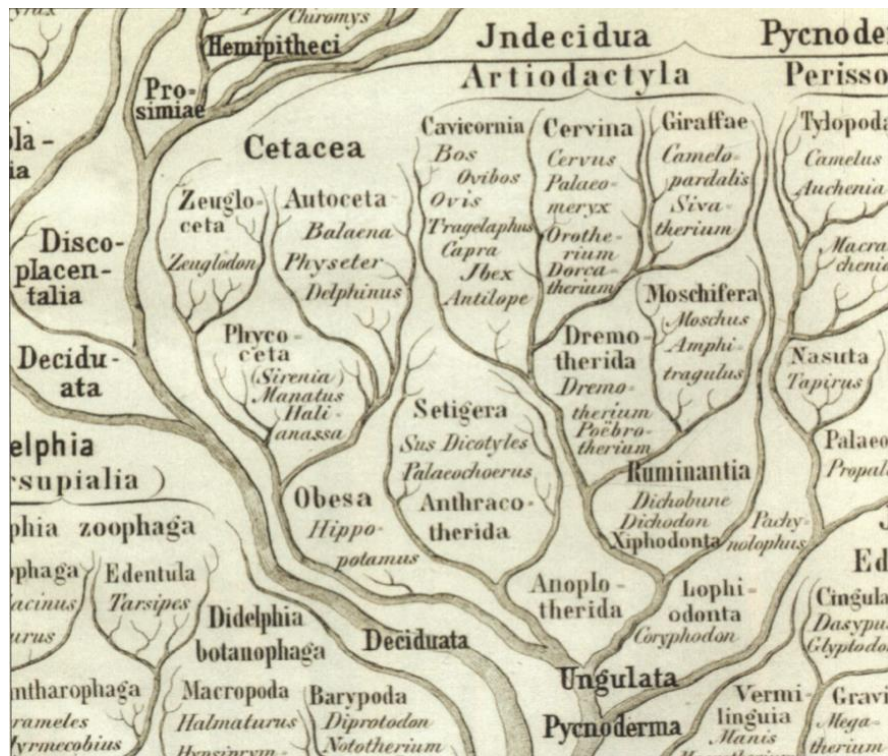 Chiromys
Hemipitheci
Pro-
simiae
Jndecidua
Artiodactyla
Cetacea
Zeuglo-
ceta
Zeuglodon
Autoceta
Balaena
Physeter
Delphinus
Phyco-
ceta
(Sirenia)
Manatus
Hali-
anassa
Obesa
Hippo-
potamus
Cavicornia
Bos
Ovibos
Ovis
Tragelaphus
Capra
Jbex
Antilope
Cervina
Cervus
Palaeo-
meryx
Orothe-
rium
Dorca-
therium
Giraffae
Camelo-
pardalis
Siva-
therium
Moschifera
Moschus
Amphi-
tragulus
Dremo-
therida
Dremo-
therium
Poëbro-
therium
Setigera
Sus Dicotyles
Palaeochoerus
Anthraco-
therida
Ruminantia
Dichobune
Dichodon
Xiphodonta
Pachy-
nolophus
Anoplo-
therida
Lophi-
odonta
Coryphodon
Ungulata
Pycnoderma
Tylopoda
Camelus
Auchenia
Macra
chenia
Nasuta
Tapirus
Palaeo
Propal
Disco-
placen-
talia
Decidu-
ata
elphia
rsupialia)
phia zoophaga
ophaga
acinus
urus
Edentula
Tarsipes
Didelphia
botanophaga
Deciduata
ntharophaga
rameles
Myrmecobius
Macropoda
Halmaturus
Barypoda
Diprotodon
Nototherium
Pycnode
Perisso
Ed
Cingula
Dasypu
Glyptodo
Vermi-
linguia
Manis
Gravi
Mega-
therium